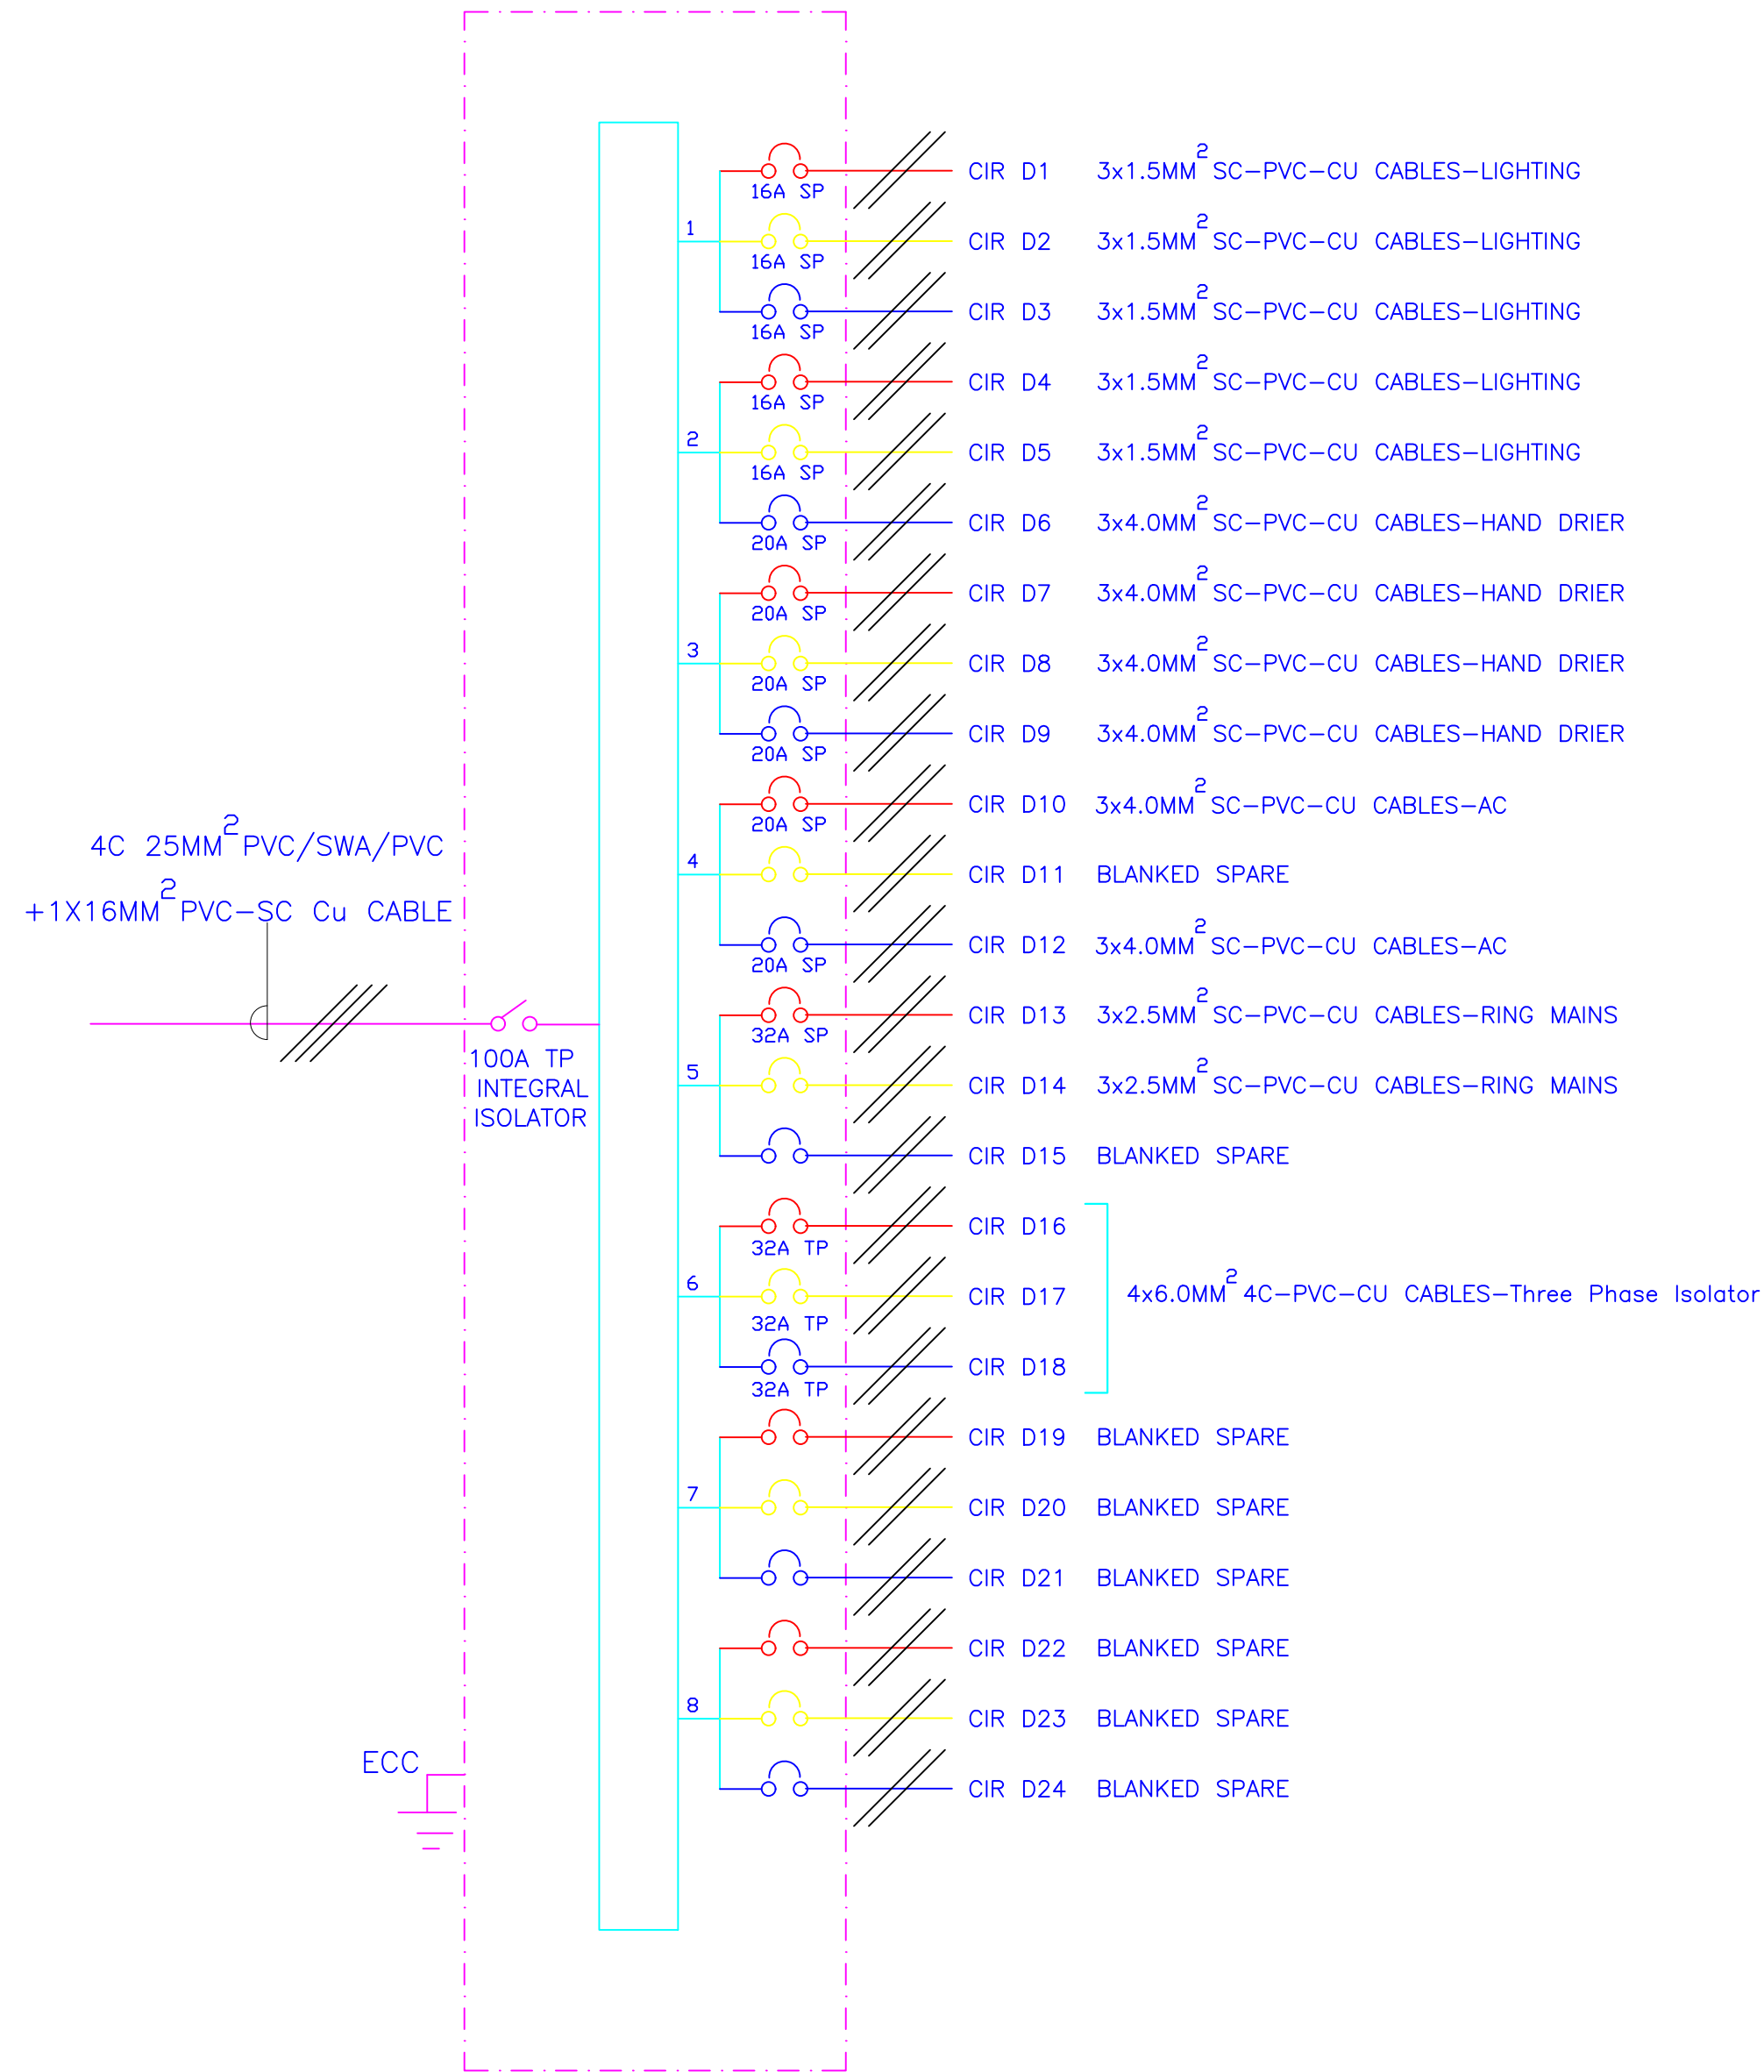 4C 25MM² PVC/SWA/PVC
+1X16MM² PVC-SC Cu CABLE
100A TP
INTEGRAL
ISOLATOR
ECC
16A SP CIR D1 3x1.5MM² SC-PVC-CU CABLES-LIGHTING
1
16A SP CIR D2 3x1.5MM² SC-PVC-CU CABLES-LIGHTING
16A SP CIR D3 3x1.5MM² SC-PVC-CU CABLES-LIGHTING
16A SP CIR D4 3x1.5MM² SC-PVC-CU CABLES-LIGHTING
2
16A SP CIR D5 3x1.5MM² SC-PVC-CU CABLES-LIGHTING
20A SP CIR D6 3x4.0MM² SC-PVC-CU CABLES-HAND DRIER
20A SP CIR D7 3x4.0MM² SC-PVC-CU CABLES-HAND DRIER
3
20A SP CIR D8 3x4.0MM² SC-PVC-CU CABLES-HAND DRIER
20A SP CIR D9 3x4.0MM² SC-PVC-CU CABLES-HAND DRIER
20A SP CIR D10 3x4.0MM² SC-PVC-CU CABLES-AC
4
CIR D11 BLANKED SPARE
20A SP CIR D12 3x4.0MM² SC-PVC-CU CABLES-AC
32A SP CIR D13 3x2.5MM² SC-PVC-CU CABLES-RING MAINS
5
CIR D14 3x2.5MM² SC-PVC-CU CABLES-RING MAINS
CIR D15 BLANKED SPARE
32A TP CIR D16
6
32A TP CIR D17 4x6.0MM² 4C-PVC-CU CABLES-Three Phase Isolator
32A TP CIR D18
CIR D19 BLANKED SPARE
7
CIR D20 BLANKED SPARE
CIR D21 BLANKED SPARE
CIR D22 BLANKED SPARE
8
CIR D23 BLANKED SPARE
CIR D24 BLANKED SPARE